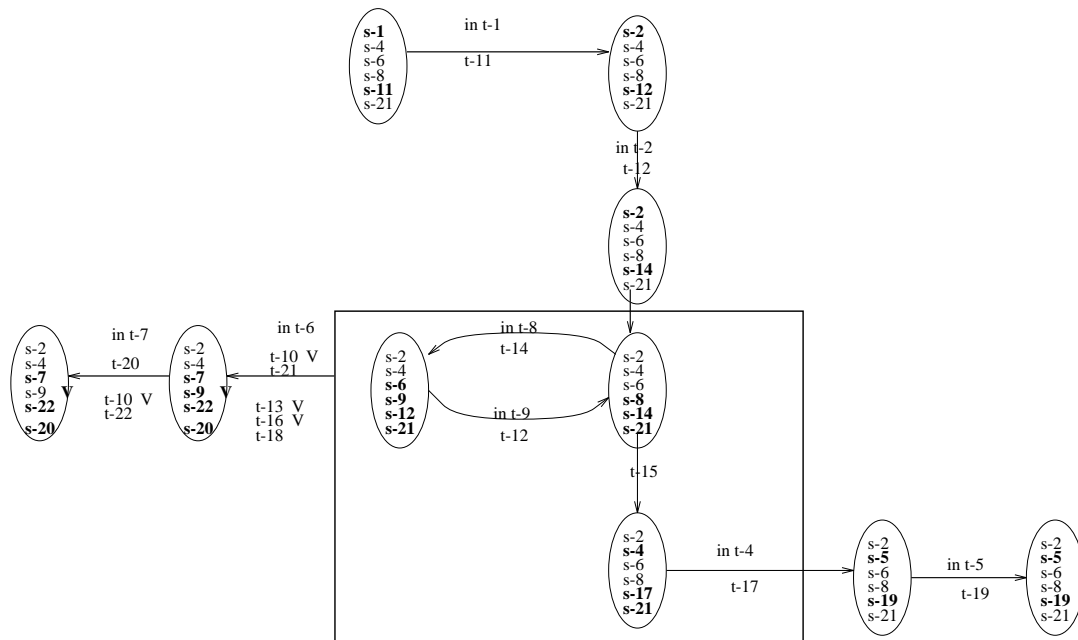 in t-1
t-11
s-1
s-4
s-6
s-8
s-11
s-21
s-2
s-4
s-6
s-8
s-12
s-21
in t-2
t-12
s-2
s-4
s-6
s-8
s-14
s-21
in t-7
t-20
t-10 V
t-22
in t-6
t-10 V
t-21
t-13 V
t-16 V
t-18
in t-8
t-14
s-2
s-4
s-7
s-9 V
s-22
s-20
s-2
s-4
s-7
s-9 V
s-22
s-20
s-2
s-4
s-6
s-9
s-12
s-21
in t-9
t-12
s-2
s-4
s-6
s-8
s-14
s-21
t-15
s-2
s-4
s-6
s-8
s-17
s-21
in t-4
t-17
s-2
s-5
s-6
s-8
s-19
s-21
in t-5
t-19
s-2
s-5
s-6
s-8
s-19
s-21